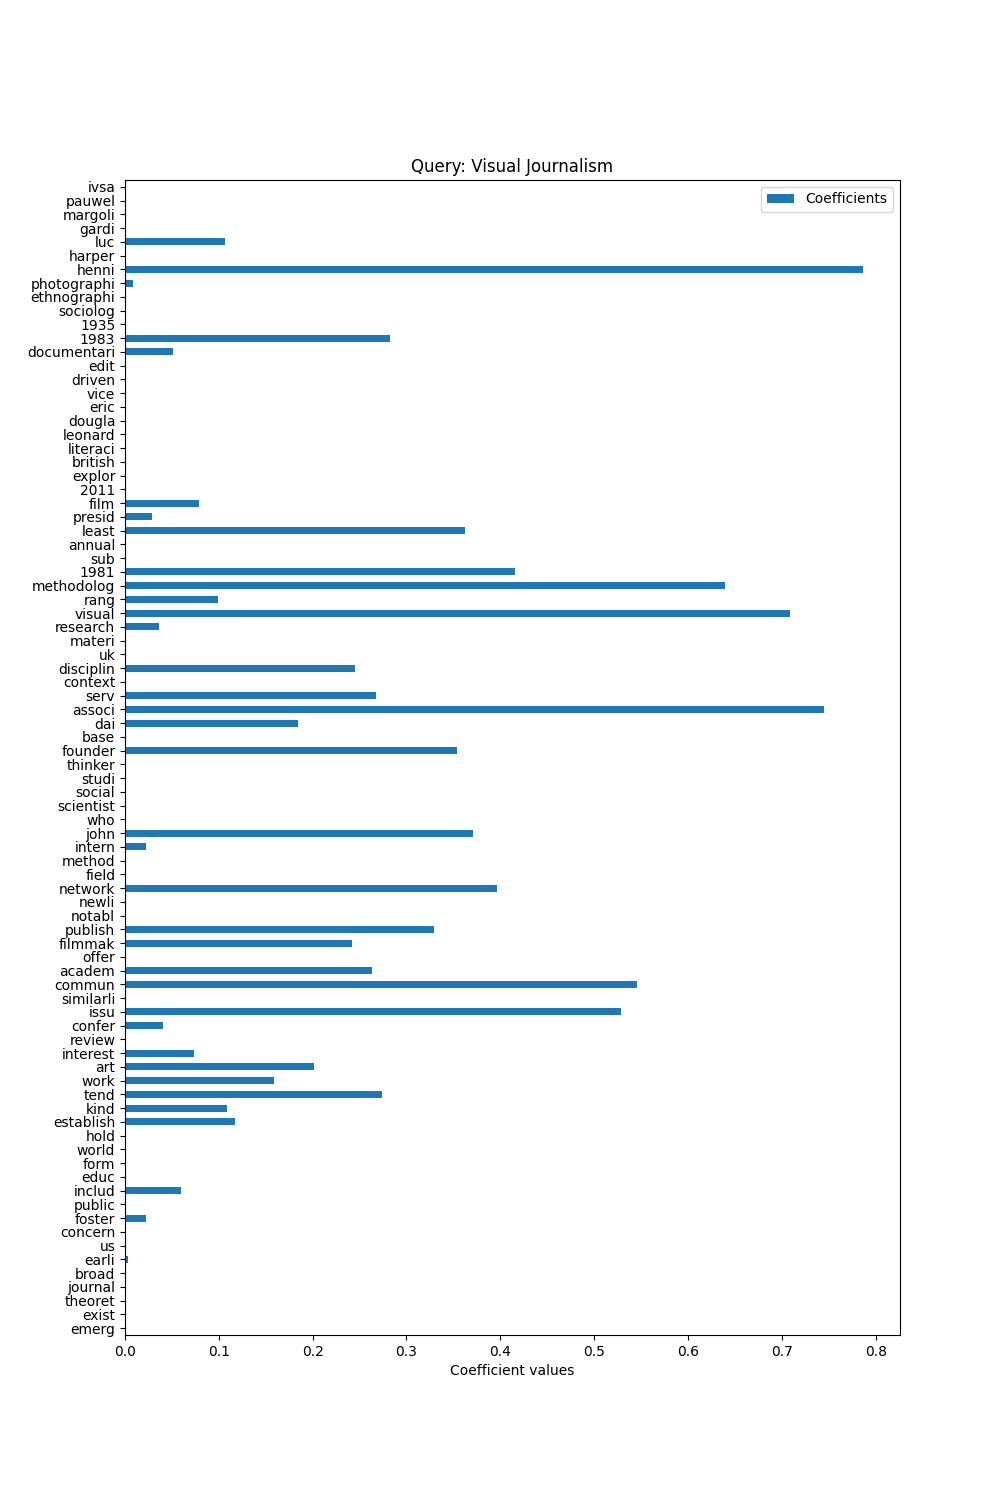 Query: Visual Journalism
Coefficients
ivsa
pauwel
margoli
gardi
luc
harper
henni
photographi
ethnographi
sociolog
1935
1983
documentari
edit
driven
vice
eric
dougla
leonard
literaci
british
explor
2011
film
presid
least
annual
sub
1981
methodolog
rang
visual
research
materi
uk
disciplin
context
serv
associ
dai
base
founder
thinker
studi
social
scientist
who
john
intern
method
field
network
newli
notabl
publish
filmmak
offer
academ
commun
similarli
issu
confer
review
interest
art
work
tend
kind
establish
hold
world
form
educ
includ
public
foster
concern
us
earli
broad
journal
theoret
exist
emerg
0.0 0.1 0.2 0.3 0.4 0.5 0.6 0.7 0.8
Coefficient values